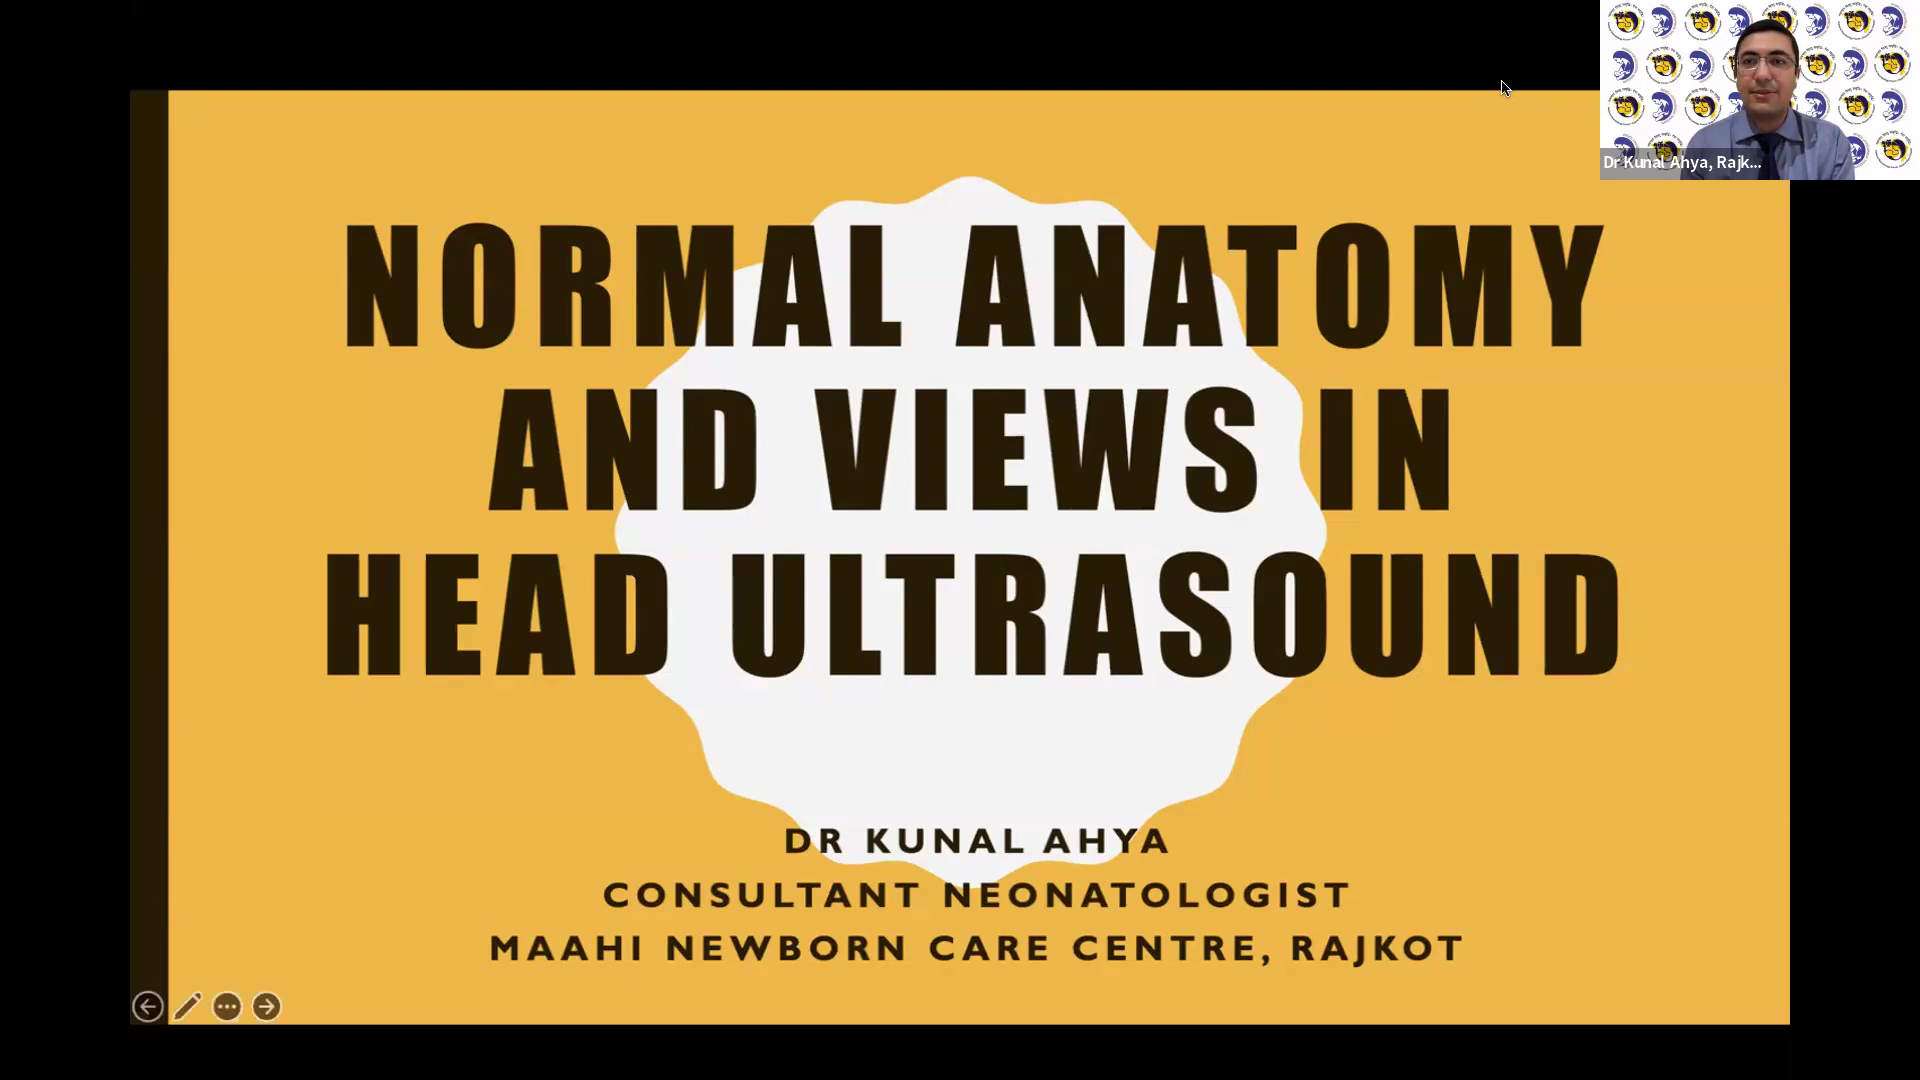 Dr Kunal Ahya, Rajk...
NORMAL ANATOMY
AND VIEWS IN
HEAD ULTRASOUND
DR KUNAL AHYA
CONSULTANT NEONATOLOGIST
MAAHI NEWBORN CARE CENTRE, RAJKOT